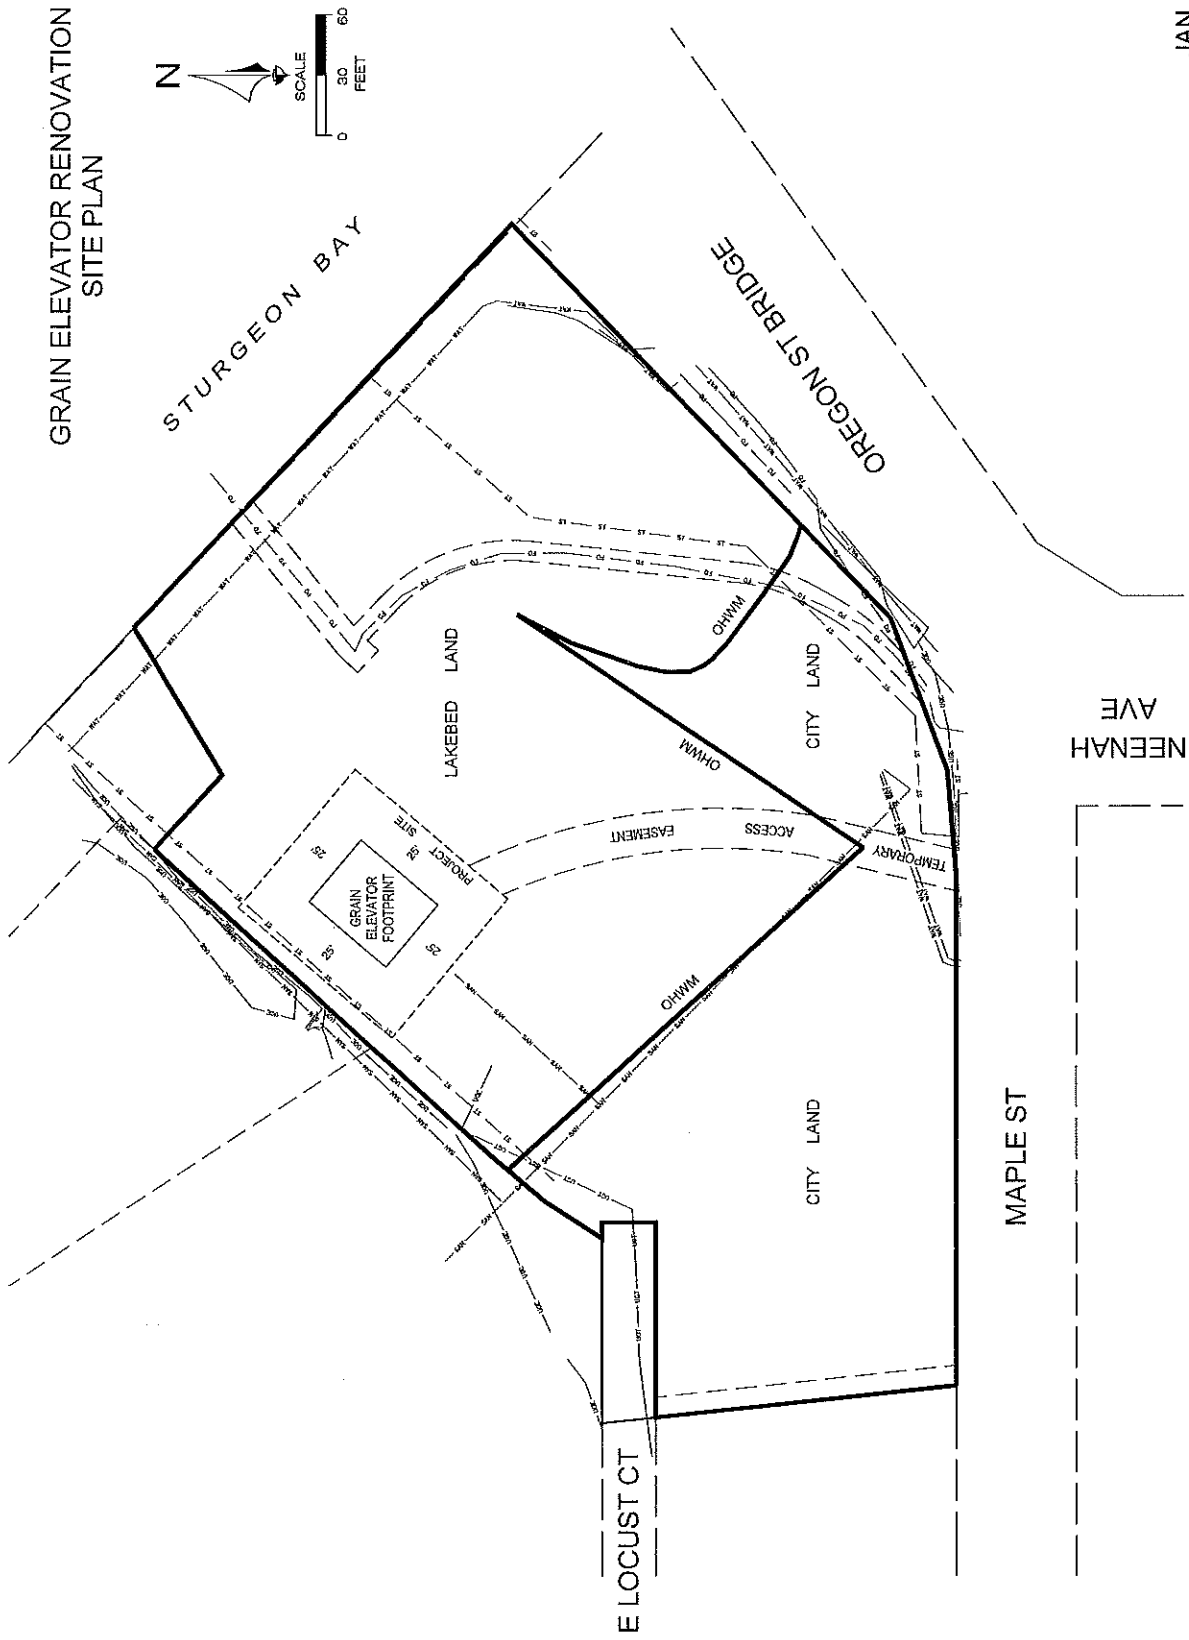 GRAIN ELEVATOR RENOVATION
SITE PLAN
N
SCALE
0 30 60
FEET
STURGEON BAY
OREGON ST BRIDGE
LAKEBED LAND
OHWM
OHWM
OHWM
CITY LAND
CITY LAND
PROJECT SITE
GRAIN
ELEVATOR
FOOTPRINT
25'
25'
25'
25'
TEMPORARY ACCESS EASEMENT
NEENAH
AVE
MAPLE ST
E LOCUST CT